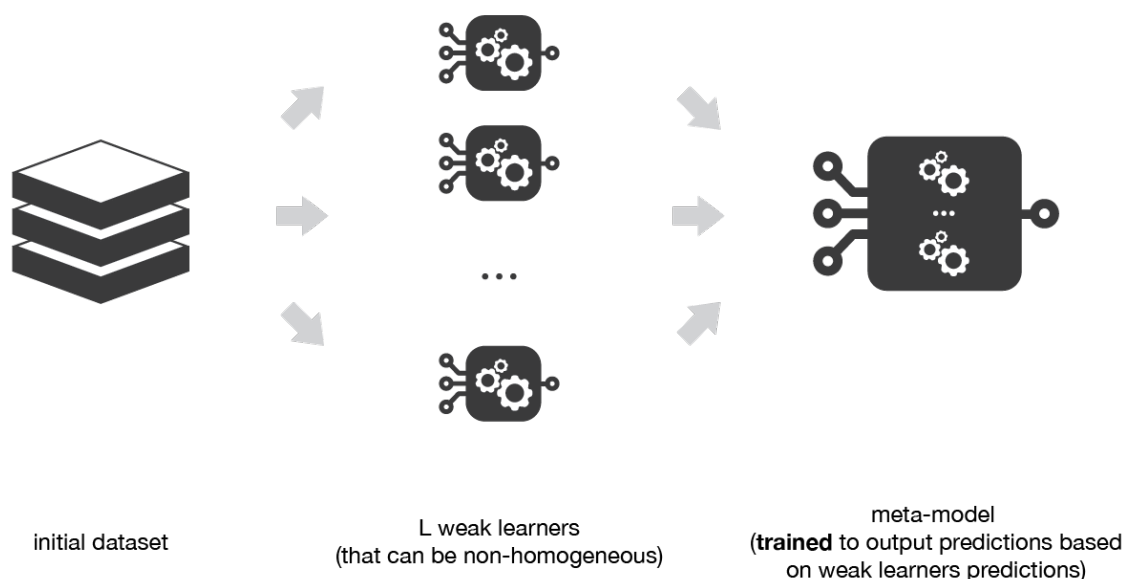 initial dataset
L weak learners
(that can be non-homogeneous)
meta-model
(trained to output predictions based
on weak learners predictions)